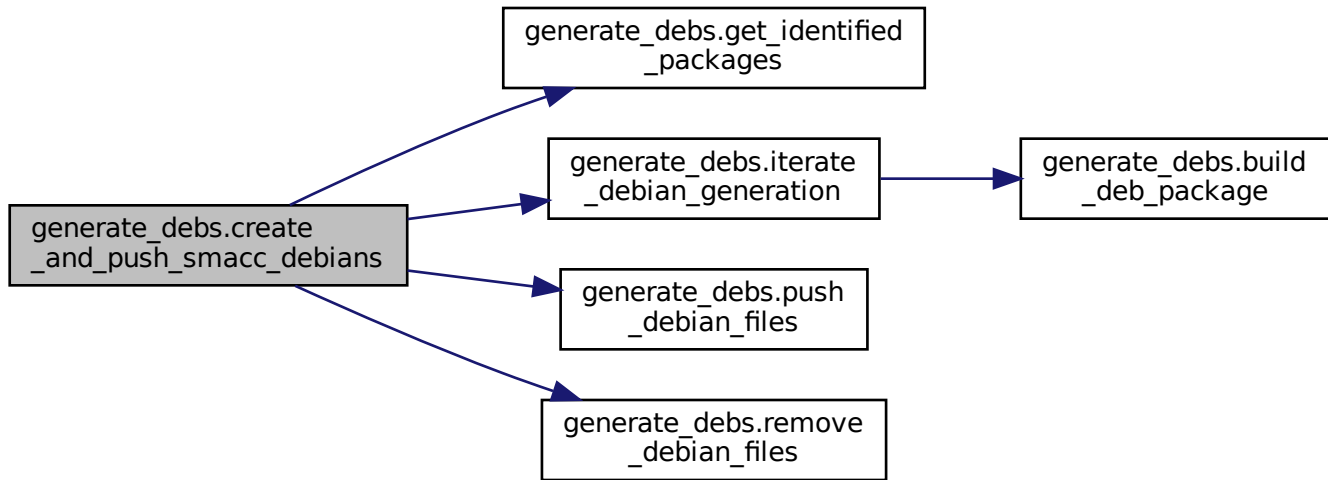 generate_debs.get_identified
_packages
generate_debs.iterate
_debian_generation
generate_debs.build
_deb_package
generate_debs.create
_and_push_smacc_debians
generate_debs.push
_debian_files
generate_debs.remove
_debian_files